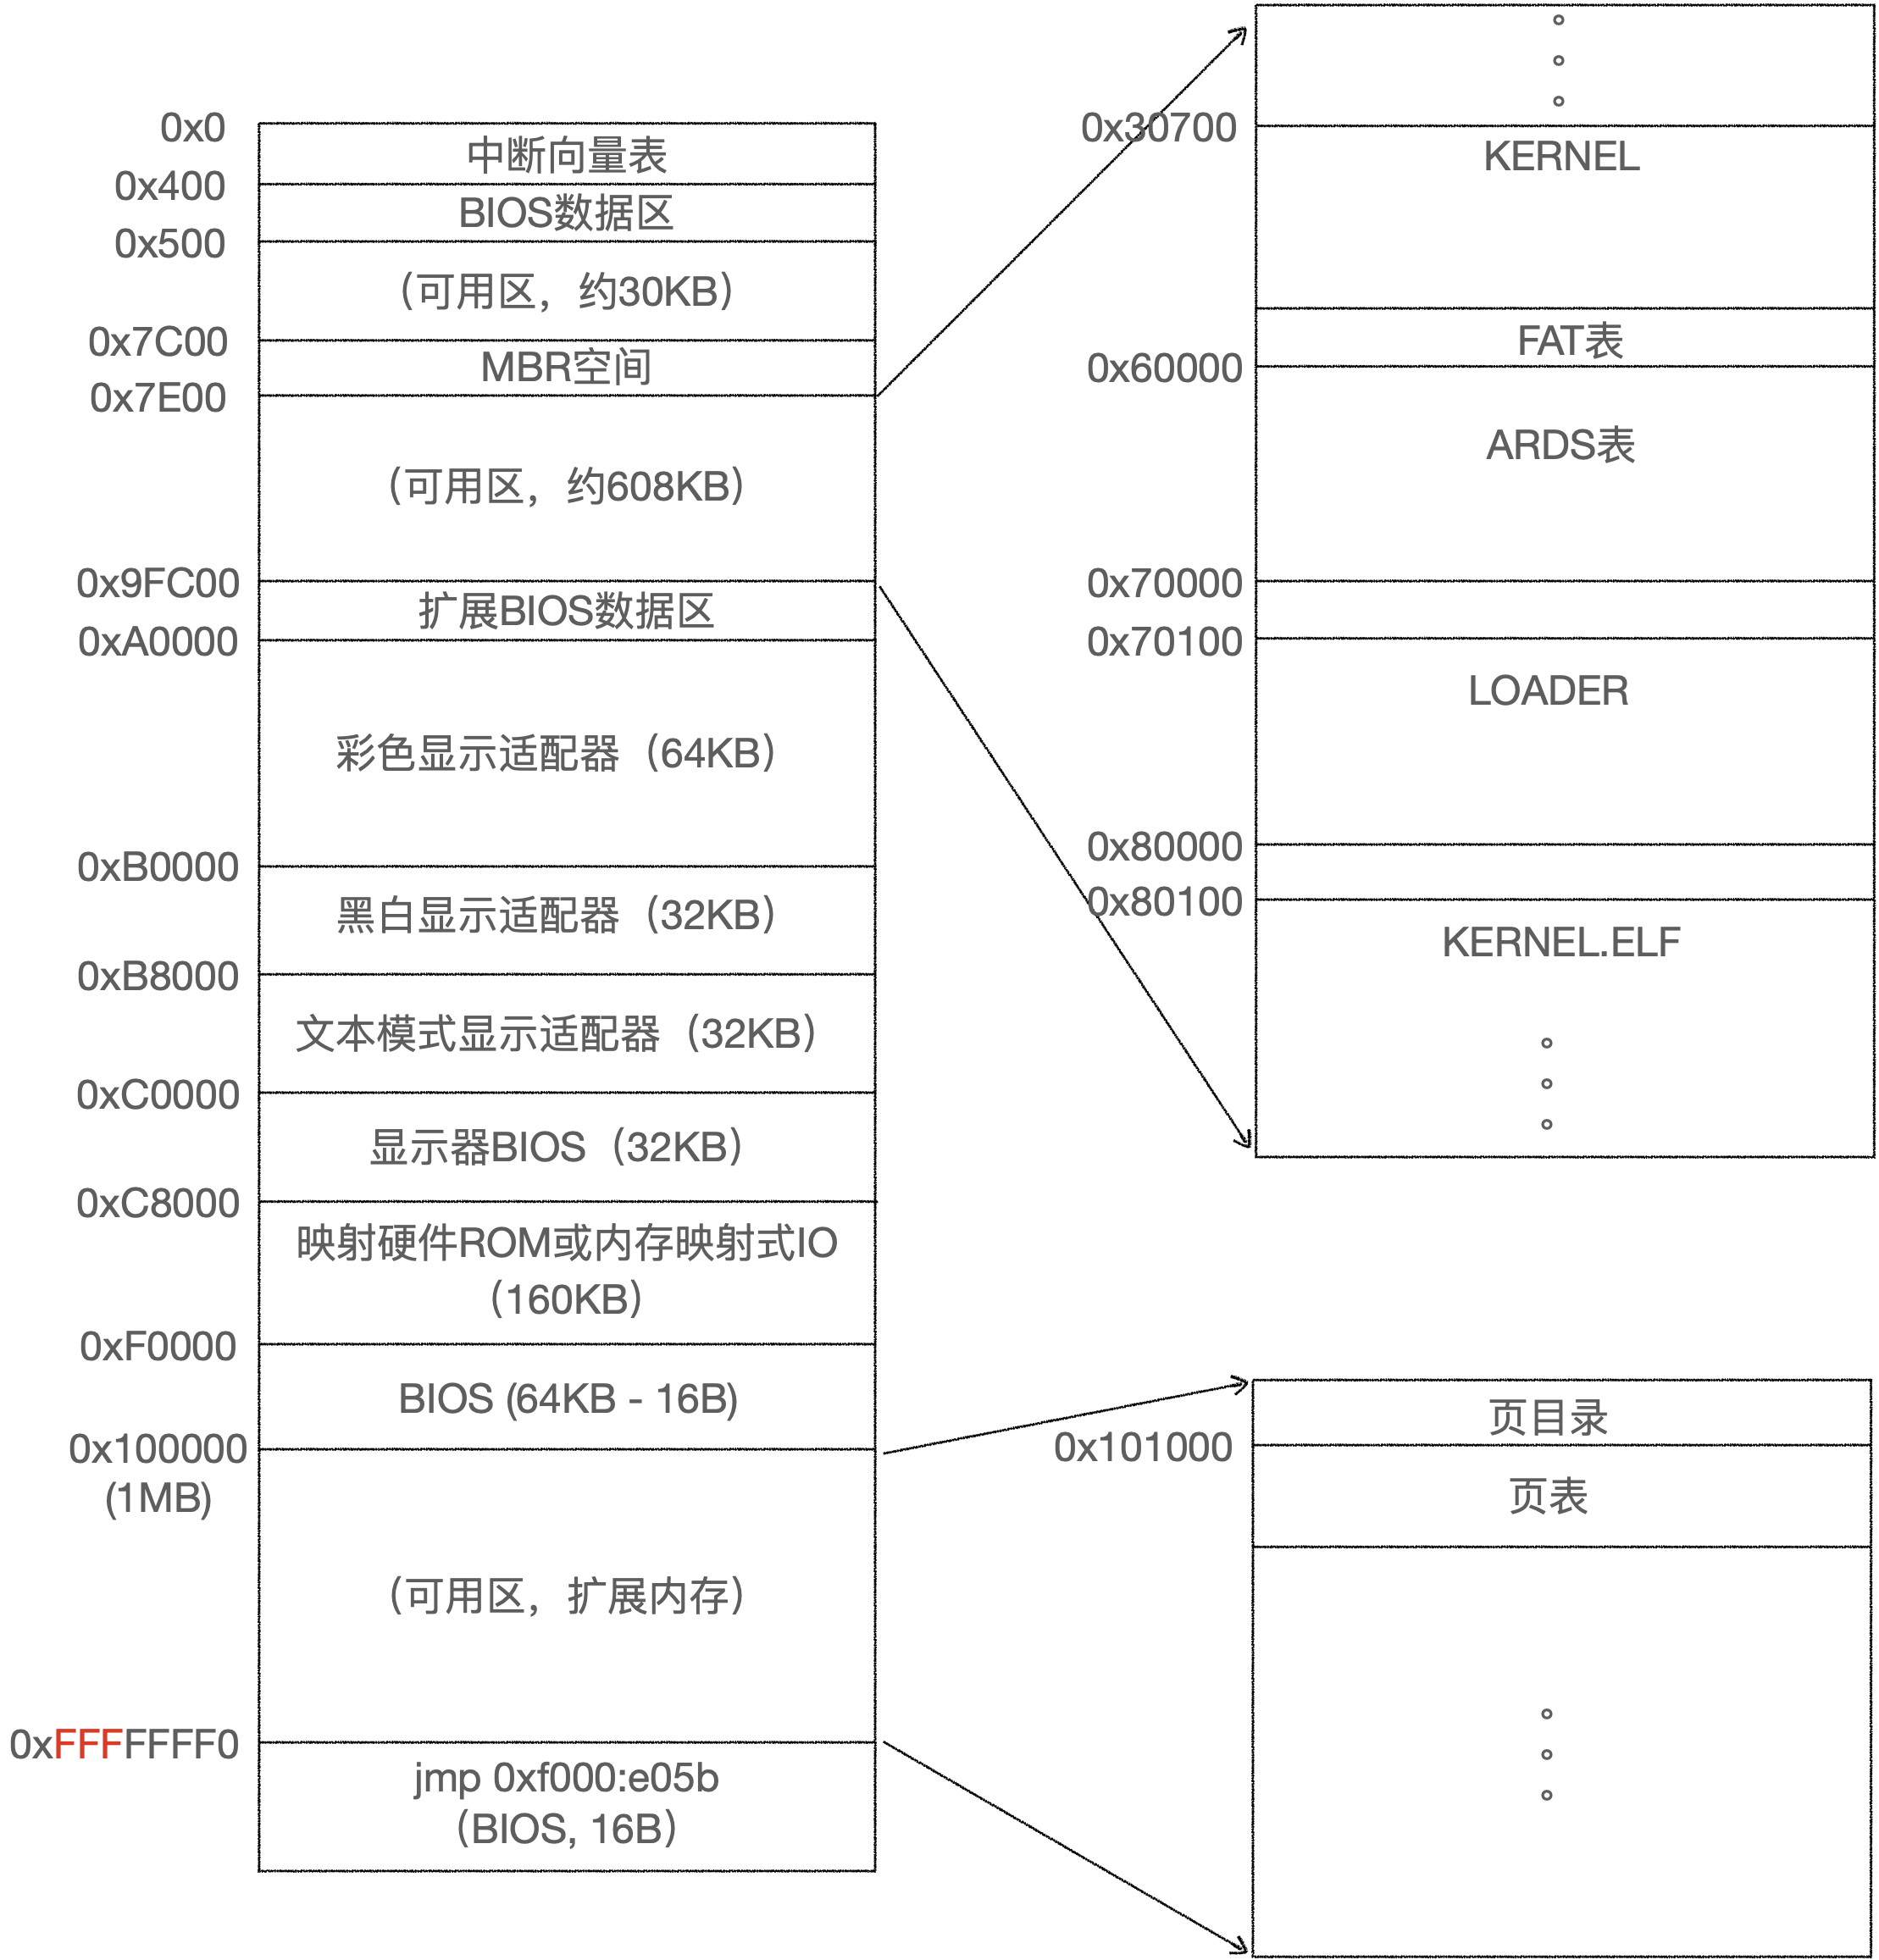 0x0
中断向量表
0x400
BIOS数据区
0x500
(可用区，约30KB)
0x7C00
MBR空间
0x7E00
(可用区，约608KB)
0x9FC00
扩展BIOS数据区
0xA0000
彩色显示适配器（64KB）
0xB0000
黑白显示适配器（32KB）
0xB8000
文本模式显示适配器（32KB）
0xC0000
显示器BIOS（32KB）
0xC8000
映射硬件ROM或内存映射式IO
（160KB）
0xF0000
BIOS (64KB - 16B)
0x100000
(1MB)
(可用区，扩展内存)
0xFFFFFFF0
jmp 0xf000:e05b
（BIOS, 16B）
0x30700
KERNEL
FAT表
0x60000
ARDS表
0x70000
0x70100
LOADER
0x80000
0x80100
KERNEL.ELF
页目录
0x101000
页表